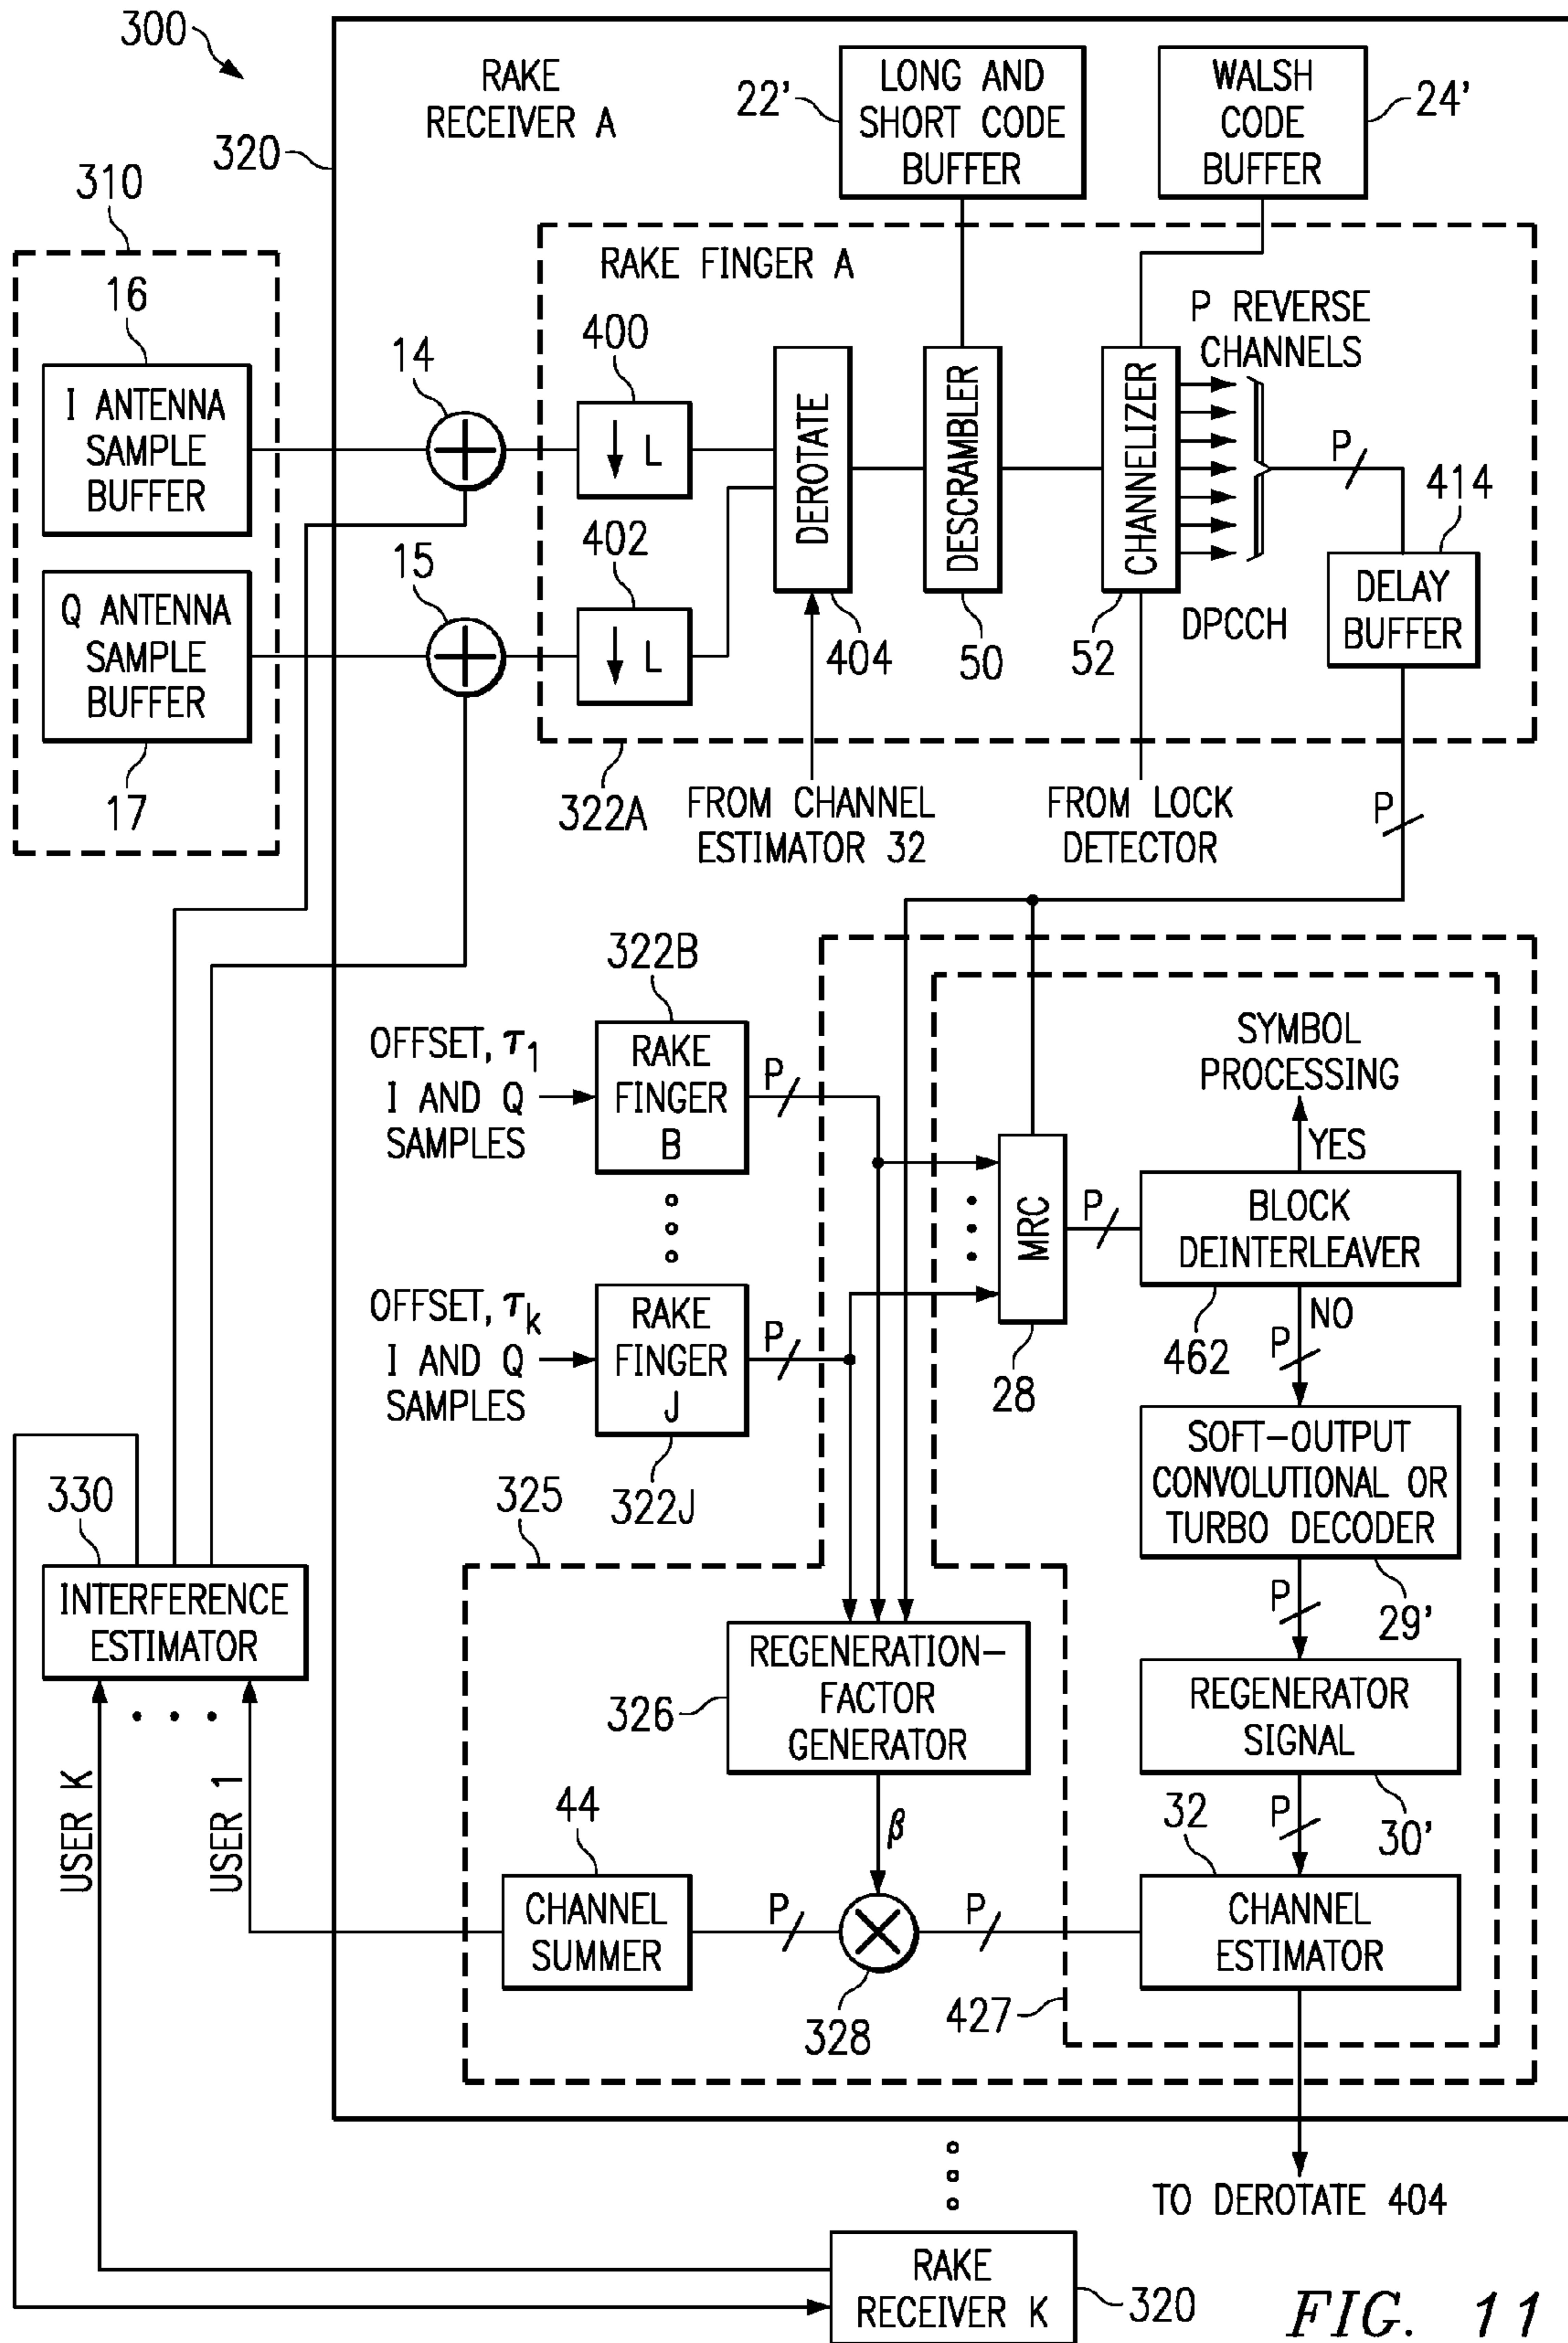 300
RAKE
RECEIVER A
22'
LONG AND
SHORT CODE
BUFFER
WALSH
CODE
BUFFER
24'
320
310
16
I ANTENNA
SAMPLE
BUFFER
Q ANTENNA
SAMPLE
BUFFER
17
14
15
RAKE FINGER A
400
↓ L
402
↓ L
DEROTATE
404
DESCRAMBLER
50
CHANNELIZER
52
P REVERSE
CHANNELS
P
414
DELAY
BUFFER
DPCCH
322A
FROM CHANNEL
ESTIMATOR 32
FROM LOCK
DETECTOR
P
322B
OFFSET, τ1
I AND Q
SAMPLES
RAKE
FINGER
B
P
OFFSET, τk
I AND Q
SAMPLES
RAKE
FINGER
J
P
322J
MRC
28
P
SYMBOL
PROCESSING
YES
BLOCK
DEINTERLEAVER
462
NO
P
SOFT-OUTPUT
CONVOLUTIONAL OR
TURBO DECODER
29'
P
REGENERATOR
SIGNAL
30'
P
32
CHANNEL
ESTIMATOR
325
330
INTERFERENCE
ESTIMATOR
USER K
USER 1
REGENERATION-
FACTOR
GENERATOR
326
β
44
CHANNEL
SUMMER
P
328
P
427
TO DEROTATE 404
RAKE
RECEIVER K
320
FIG. 11